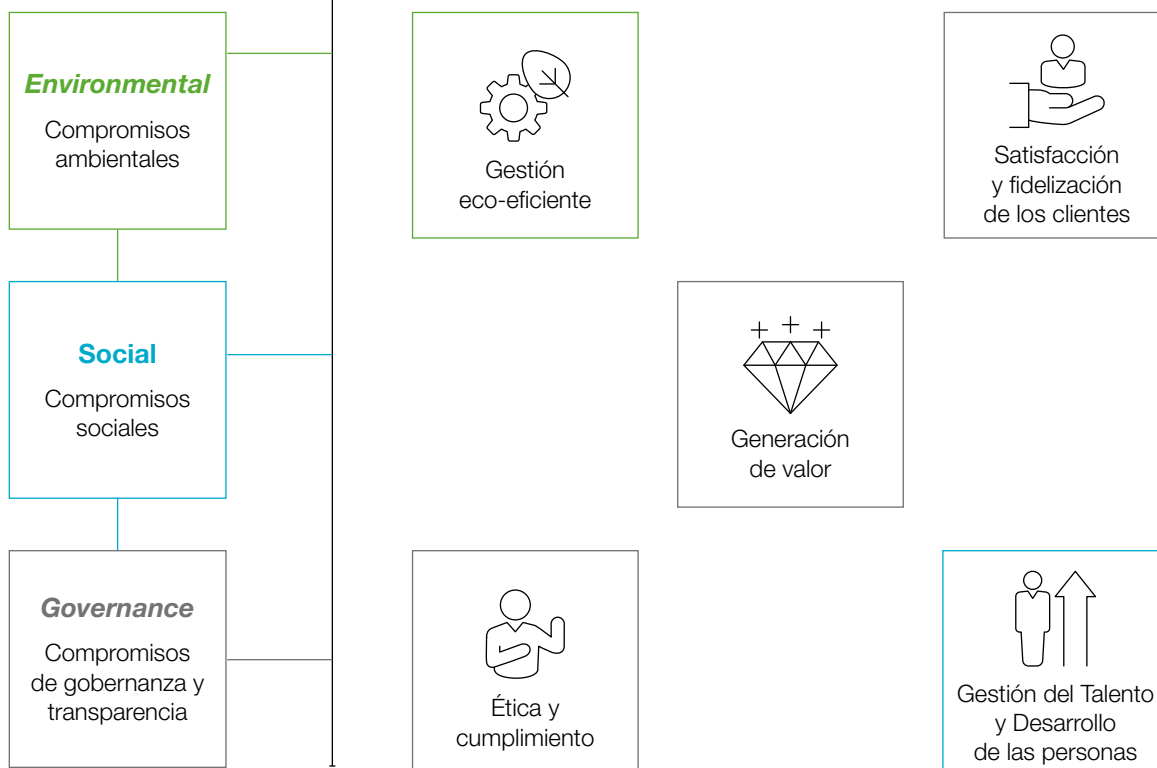 Environmental
Compromisos
ambientales
Social
Compromisos
sociales
Governance
Compromisos
de gobernanza y
transparencia
Gestión
eco-eficiente
Satisfacción
y fidelización
de los clientes
Generación
de valor
Ética y
cumplimiento
Gestión del Talento
y Desarrollo
de las personas